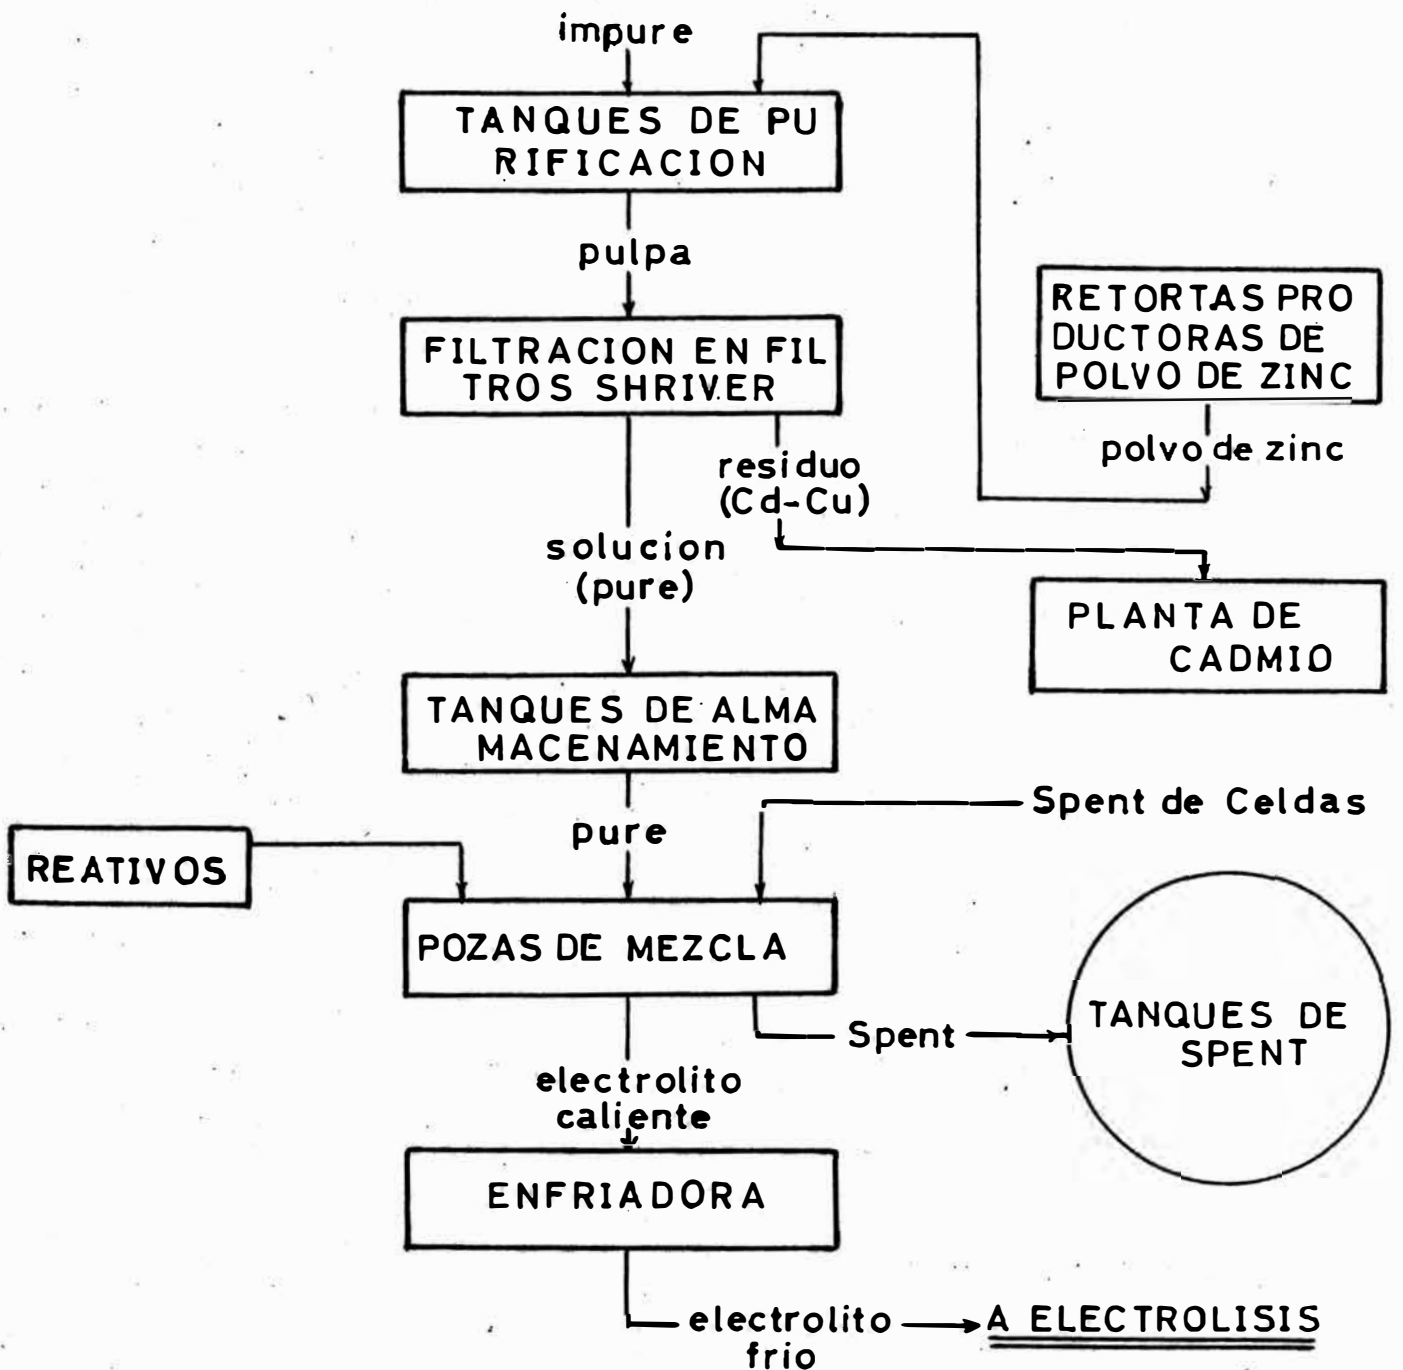 impure
TANQUES DE PU
RIFICACION
pulpa
FILTRACION EN FIL
TROS SHRIVER
RETORTAS PRO
DUCTORAS DE
POLVO DE ZINC
polvo de zinc
residuo
(Cd-Cu)
solucion
(pure)
PLANTA DE
CADMIO
TANQUES DE ALMA
MACENAMIENTO
pure
Spent de Celdas
REATIVOS
POZAS DE MEZCLA
Spent
TANQUES DE
SPENT
electrolito
caliente
ENFRIADORA
electrolito
frio
A ELECTROLISIS